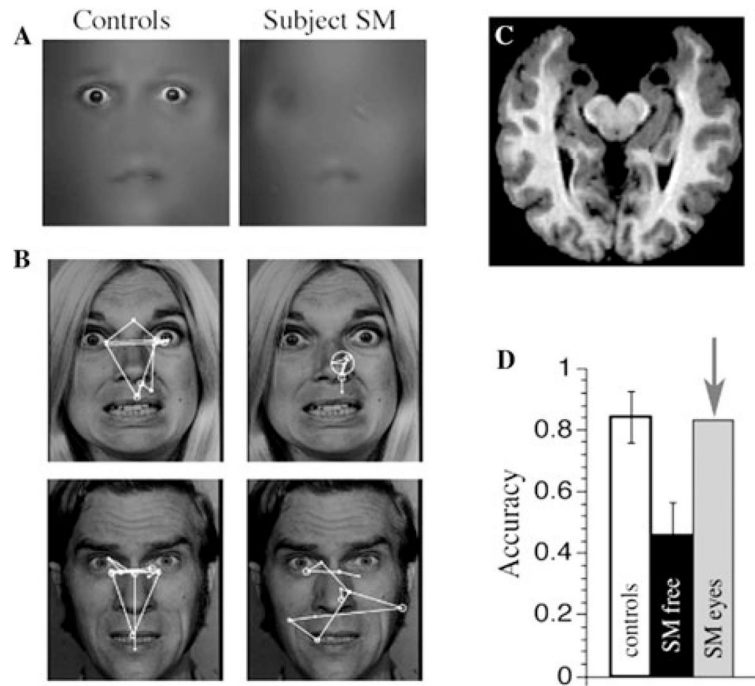 A
Controls
Subject SM
C
B
D
1
0.8
0.6
0.4
0.2
0
Accuracy
controls
SM free
SM eyes